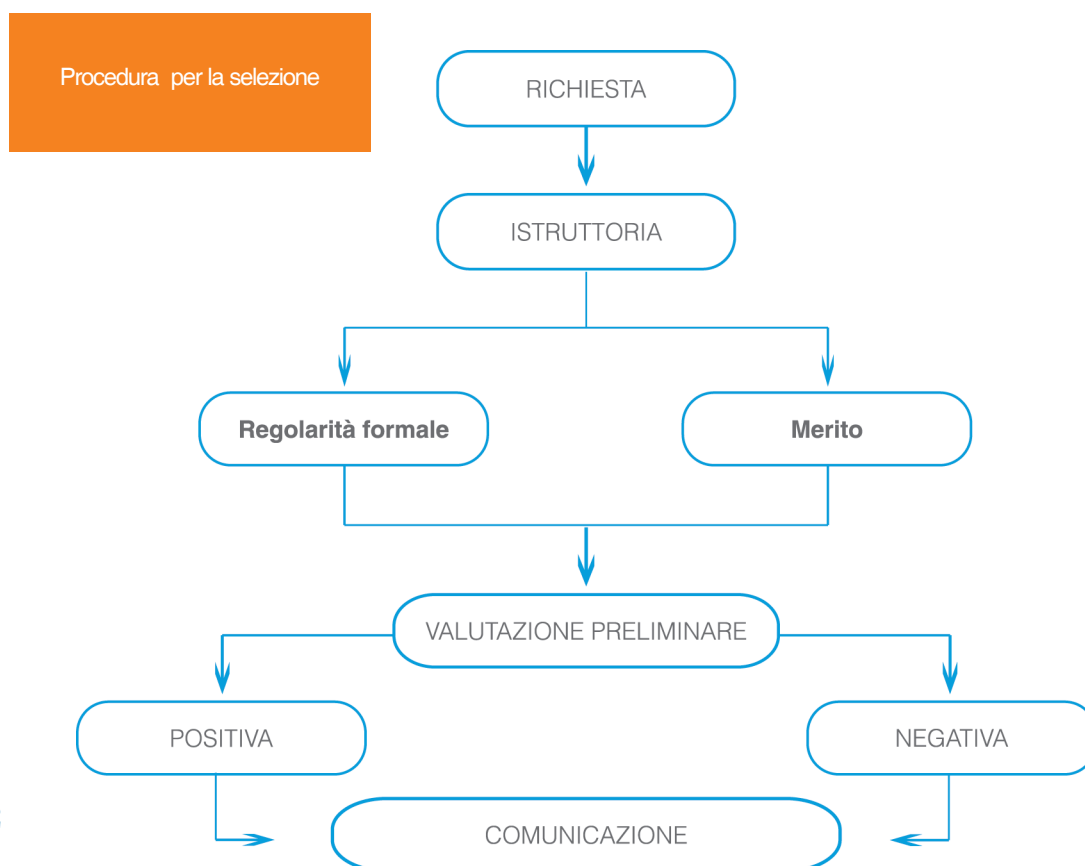 Procedura per la selezione
RICHIESTA
ISTRUTTORIA
Regolarità formale
Merito
VALUTAZIONE PRELIMINARE
POSITIVA
NEGATIVA
COMUNICAZIONE